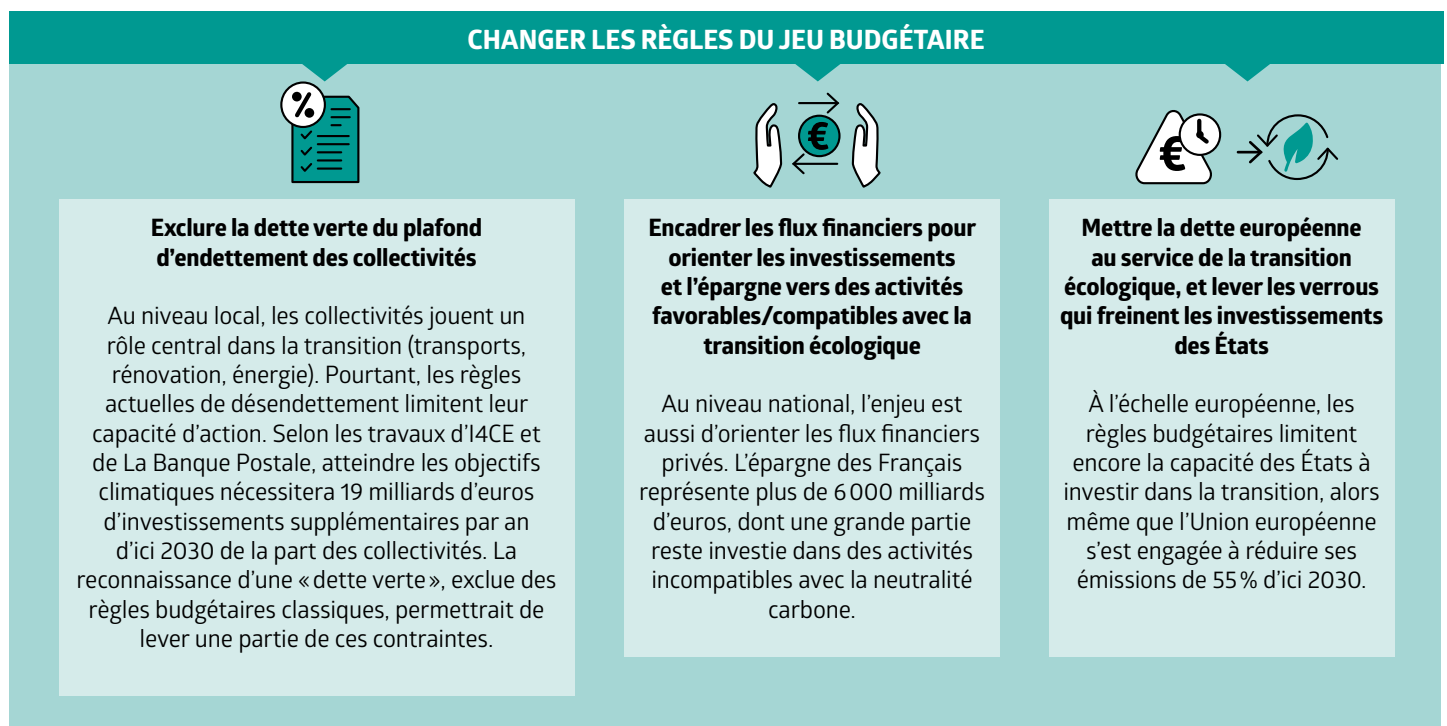 CHANGER LES RÈGLES DU JEU BUDGÉTAIRE
%
Exclure la dette verte du plafond
d'endettement des collectivités
Au niveau local, les collectivités jouent un
rôle central dans la transition (transports,
rénovation, énergie). Pourtant, les règles
actuelles de désendettement limitent leur
capacité d'action. Selon les travaux d'I4CE et
de La Banque Postale, atteindre les objectifs
climatiques nécessitera 19 milliards d'euros
d'investissements supplémentaires par an
d'ici 2030 de la part des collectivités. La
reconnaissance d'une « dette verte », exclue des
règles budgétaires classiques, permettrait de
lever une partie de ces contraintes.
€
Encadrer les flux financiers pour
orienter les investissements
et l'épargne vers des activités
favorables/compatibles avec la
transition écologique
Au niveau national, l'enjeu est
aussi d'orienter les flux financiers
privés. L'épargne des Français
représente plus de 6 000 milliards
d'euros, dont une grande partie
reste investie dans des activités
incompatibles avec la neutralité
carbone.
€
Mettre la dette européenne
au service de la transition
écologique, et lever les verrous
qui freinent les investissements
des États
À l'échelle européenne, les
règles budgétaires limitent
encore la capacité des États à
investir dans la transition, alors
même que l'Union européenne
s'est engagée à réduire ses
émissions de 55 % d'ici 2030.